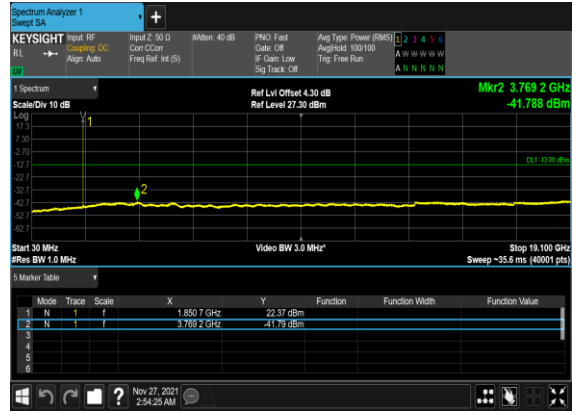 Spectrum Analyzer 1
Swept SA
+
KEYSIGHT Input: RF Input Z: 50 Ω #Atten: 40 dB PNO: Fast Avg Type: Power (RMS) 1 2 3 4 5 6
RL Coupling: DC Corr CCorr Gate: Off Avg|Hold: 100/100 A W W W W W
Align: Auto Freq Ref: Int (S) IF Gain: Low Trig: Free Run
Sig Track: Off A N N N N N
1 Spectrum Ref Lvl Offset 4.30 dB Mkr2 3.769 2 GHz
Scale/Div 10 dB Ref Level 27.30 dBm -41.788 dBm
Log
1
17.3
7.30
-2.70
DL1 -13.00 dBm
-12.7
-22.7
-32.7
2
-42.7
-52.7
-62.7
Start 30 MHz Video BW 3.0 MHz* Stop 19.100 GHz
#Res BW 1.0 MHz Sweep ~35.6 ms (40001 pts)
5 Marker Table
Mode Trace Scale X Y Function Function Width Function Value
1 N 1 f 1.850 7 GHz 22.37 dBm
2 N 1 f 3.769 2 GHz -41.79 dBm
3
4
5
6
? Nov 27, 2021
2:54:25 AM